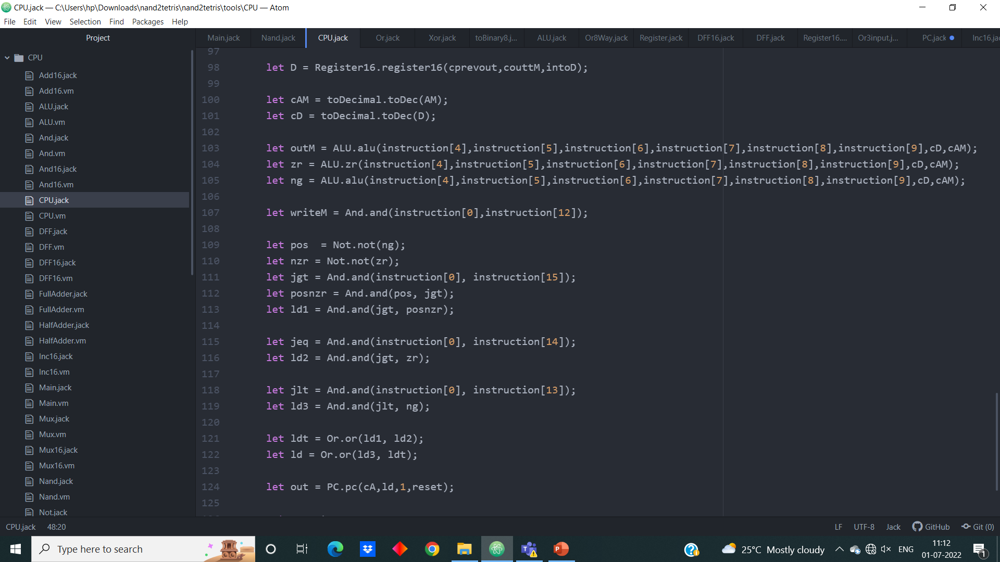 CPU.jack — C:\Users\hp\Downloads\nand2tetris\nand2tetris\tools\CPU — Atom
File Edit View Selection Find Packages Help
Project
Main.jack Nand.jack CPU.jack Or.jack Xor.jack toBinary8.j... ALU.jack Or8Way.jack Register.jack DFF16.jack DFF.jack Register16.... Or3input.j... PC.jack Inc16.jac
CPU
Add16.jack
Add16.vm
ALU.jack
ALU.vm
And.jack
And.vm
And16.jack
And16.vm
CPU.jack
CPU.vm
DFF.jack
DFF.vm
DFF16.jack
DFF16.vm
FullAdder.jack
FullAdder.vm
HalfAdder.jack
HalfAdder.vm
Inc16.jack
Inc16.vm
Main.jack
Main.vm
Mux.jack
Mux.vm
Mux16.jack
Mux16.vm
Nand.jack
Nand.vm
Not.jack
97
98 let D = Register16.register16(cprevout,couttM,intoD);
99
100 let cAM = toDecimal.toDec(AM);
101 let cD = toDecimal.toDec(D);
102
103 let outM = ALU.alu(instruction[4],instruction[5],instruction[6],instruction[7],instruction[8],instruction[9],cD,cAM);
104 let zr = ALU.zr(instruction[4],instruction[5],instruction[6],instruction[7],instruction[8],instruction[9],cD,cAM);
105 let ng = ALU.alu(instruction[4],instruction[5],instruction[6],instruction[7],instruction[8],instruction[9],cD,cAM);
106
107 let writeM = And.and(instruction[0],instruction[12]);
108
109 let pos  = Not.not(ng);
110 let nzr = Not.not(zr);
111 let jgt = And.and(instruction[0], instruction[15]);
112 let posnzr = And.and(pos, jgt);
113 let ld1 = And.and(jgt, posnzr);
114
115 let jeq = And.and(instruction[0], instruction[14]);
116 let ld2 = And.and(jgt, zr);
117
118 let jlt = And.and(instruction[0], instruction[13]);
119 let ld3 = And.and(jlt, ng);
120
121 let ldt = Or.or(ld1, ld2);
122 let ld = Or.or(ld3, ldt);
123
124 let out = PC.pc(cA,ld,1,reset);
125
CPU.jack 48:20 LF UTF-8 Jack GitHub Git (0)
Type here to search
25°C Mostly cloudy ENG
11:12
01-07-2022
1